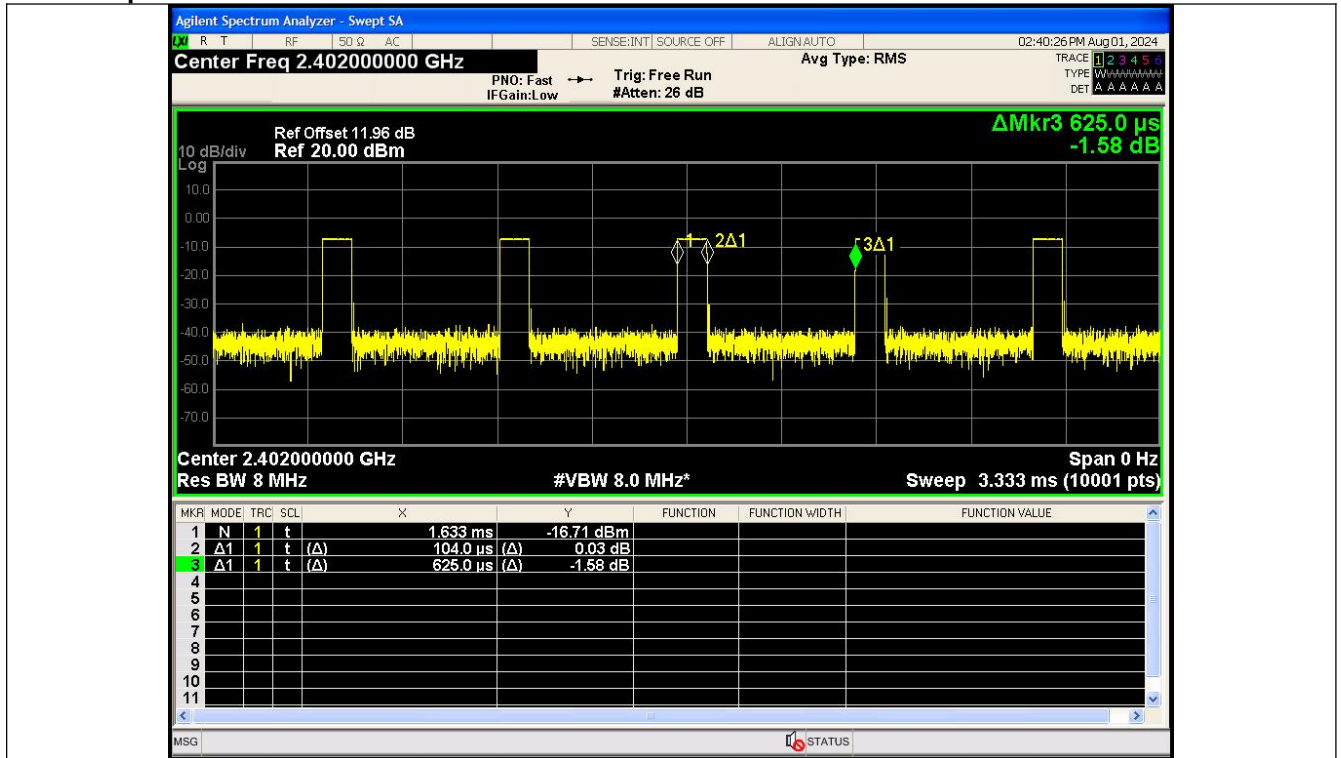 Agilent Spectrum Analyzer - Swept SA
LXI R T RF 50 Ω AC SENSE:INT SOURCE OFF ALIGN AUTO 02:40:26 PM Aug 01, 2024
Center Freq 2.402000000 GHz Avg Type: RMS TRACE 1 2 3 4 5 6
PNO: Fast Trig: Free Run TYPE WWWWWW
IFGain:Low #Atten: 26 dB DET A A A A A A
ΔMkr3 625.0 µs
Ref Offset 11.96 dB
10 dB/div Ref 20.00 dBm -1.58 dB
Log
10.0
0.00
-10.0 1 2Δ1 3Δ1
-20.0
-30.0
-40.0
-50.0
-60.0
-70.0
Center 2.402000000 GHz Span 0 Hz
Res BW 8 MHz #VBW 8.0 MHz* Sweep 3.333 ms (10001 pts)
MKR MODE TRC SCL X Y FUNCTION FUNCTION WIDTH FUNCTION VALUE
1 N 1 t 1.633 ms -16.71 dBm
2 Δ1 1 t (Δ) 104.0 µs (Δ) 0.03 dB
3 Δ1 1 t (Δ) 625.0 µs (Δ) -1.58 dB
4
5
6
7
8
9
10
11
MSG STATUS